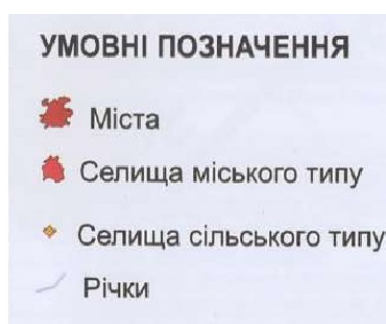 УМОВНІ ПОЗНАЧЕННЯ
Міста
Селища міського типу
Селища сільського типу
Річки